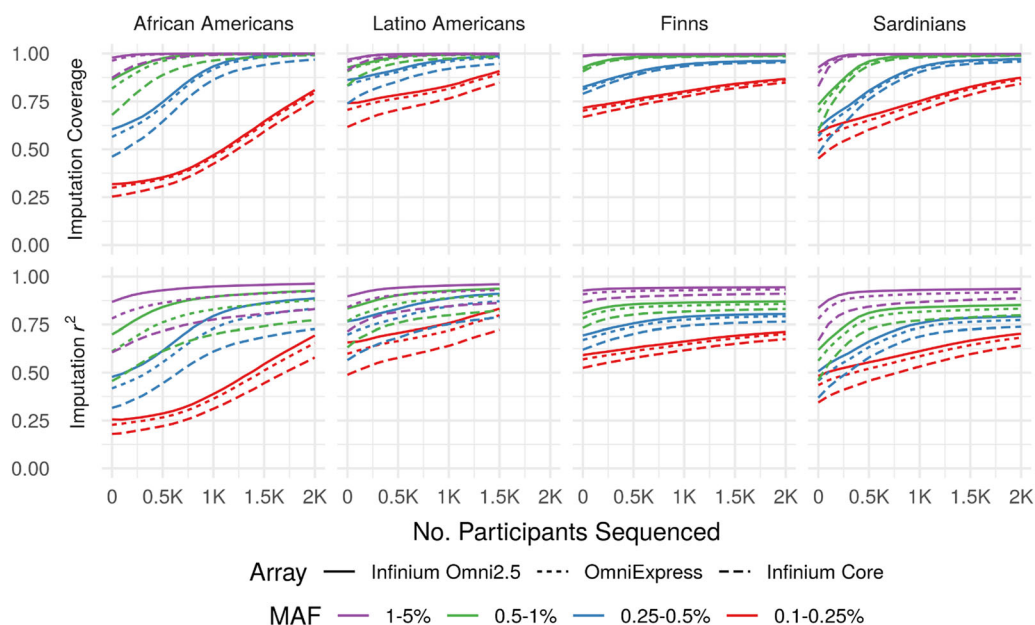 African Americans Latino Americans Finns Sardinians
Imputation Coverage
1.00
0.75
0.50
0.25
0.00
Imputation r²
1.00
0.75
0.50
0.25
0.00
0 0.5K 1K 1.5K 2K 0 0.5K 1K 1.5K 2K 0 0.5K 1K 1.5K 2K 0 0.5K 1K 1.5K 2K
No. Participants Sequenced
Array Infinium Omni2.5 OmniExpress Infinium Core
MAF 1-5% 0.5-1% 0.25-0.5% 0.1-0.25%